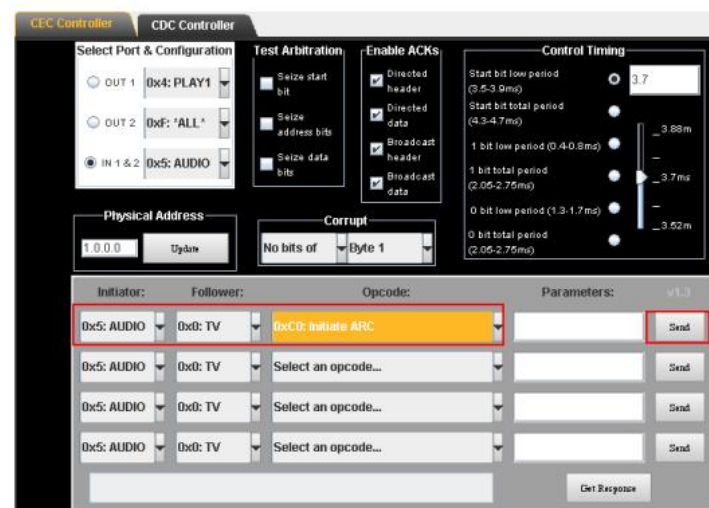 CEC Controller CDC Controller
Select Port & Configuration Test Arbitration Enable ACKs Control Timing
OUT 1 0x4: PLAY1
OUT 2 0xF: *ALL*
IN 1 & 2 0x5: AUDIO
Seize start
bit
Seize
address bits
Seize data
bits
Directed
header
Directed
data
Broadcast
header
Broadcast
data
Start bit low period
(3.5-3.9ms)
3.7
Start bit total period
(4.3-4.7ms)
1 bit low period (0.4-0.8ms)
1 bit total period
(2.05-2.75ms)
0 bit low period (1.3-1.7ms)
0 bit total period
(2.05-2.75ms)
3.88m
3.7ms
3.52m
Physical Address
1.0.0.0 Update
Corrupt
No bits of Byte 1
Initiator: Follower: Opcode: Parameters: v1.3
0x5: AUDIO 0x0: TV 0xC0: Initiate ARC Send
0x5: AUDIO 0x0: TV Select an opcode... Send
0x5: AUDIO 0x0: TV Select an opcode... Send
0x5: AUDIO 0x0: TV Select an opcode... Send
Get Response